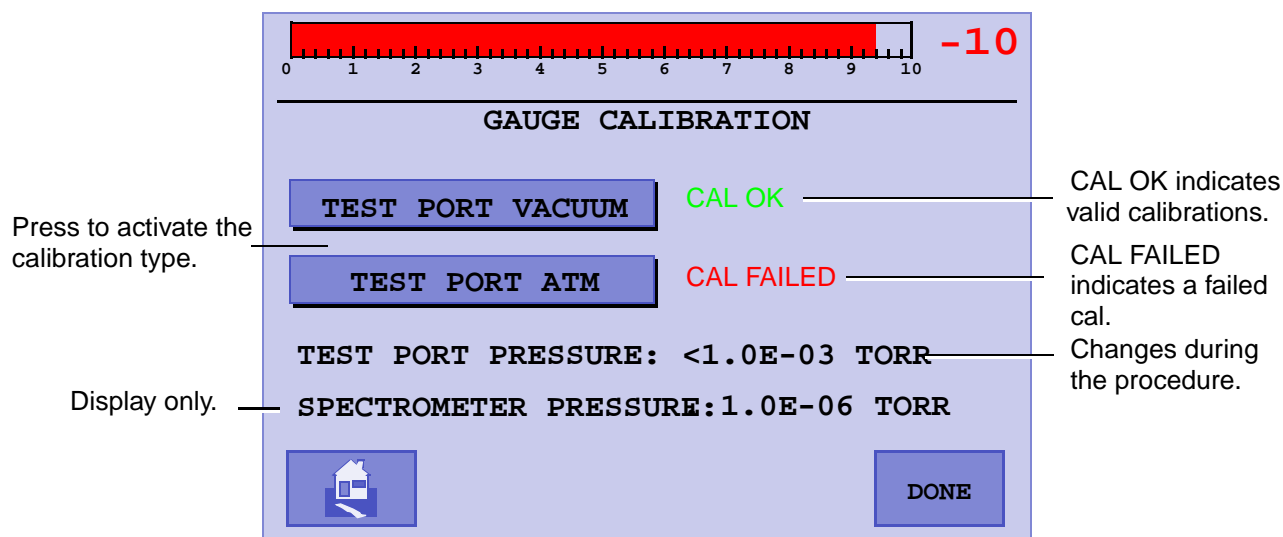 -10
0 1 2 3 4 5 6 7 8 9 10
GAUGE CALIBRATION
Press to activate the
calibration type.
TEST PORT VACUUM
CAL OK
CAL OK indicates
valid calibrations.
TEST PORT ATM
CAL FAILED
CAL FAILED
indicates a failed
cal.
TEST PORT PRESSURE: <1.0E-03 TORR
Changes during
the procedure.
Display only.
SPECTROMETER PRESSURE:1.0E-06 TORR
DONE